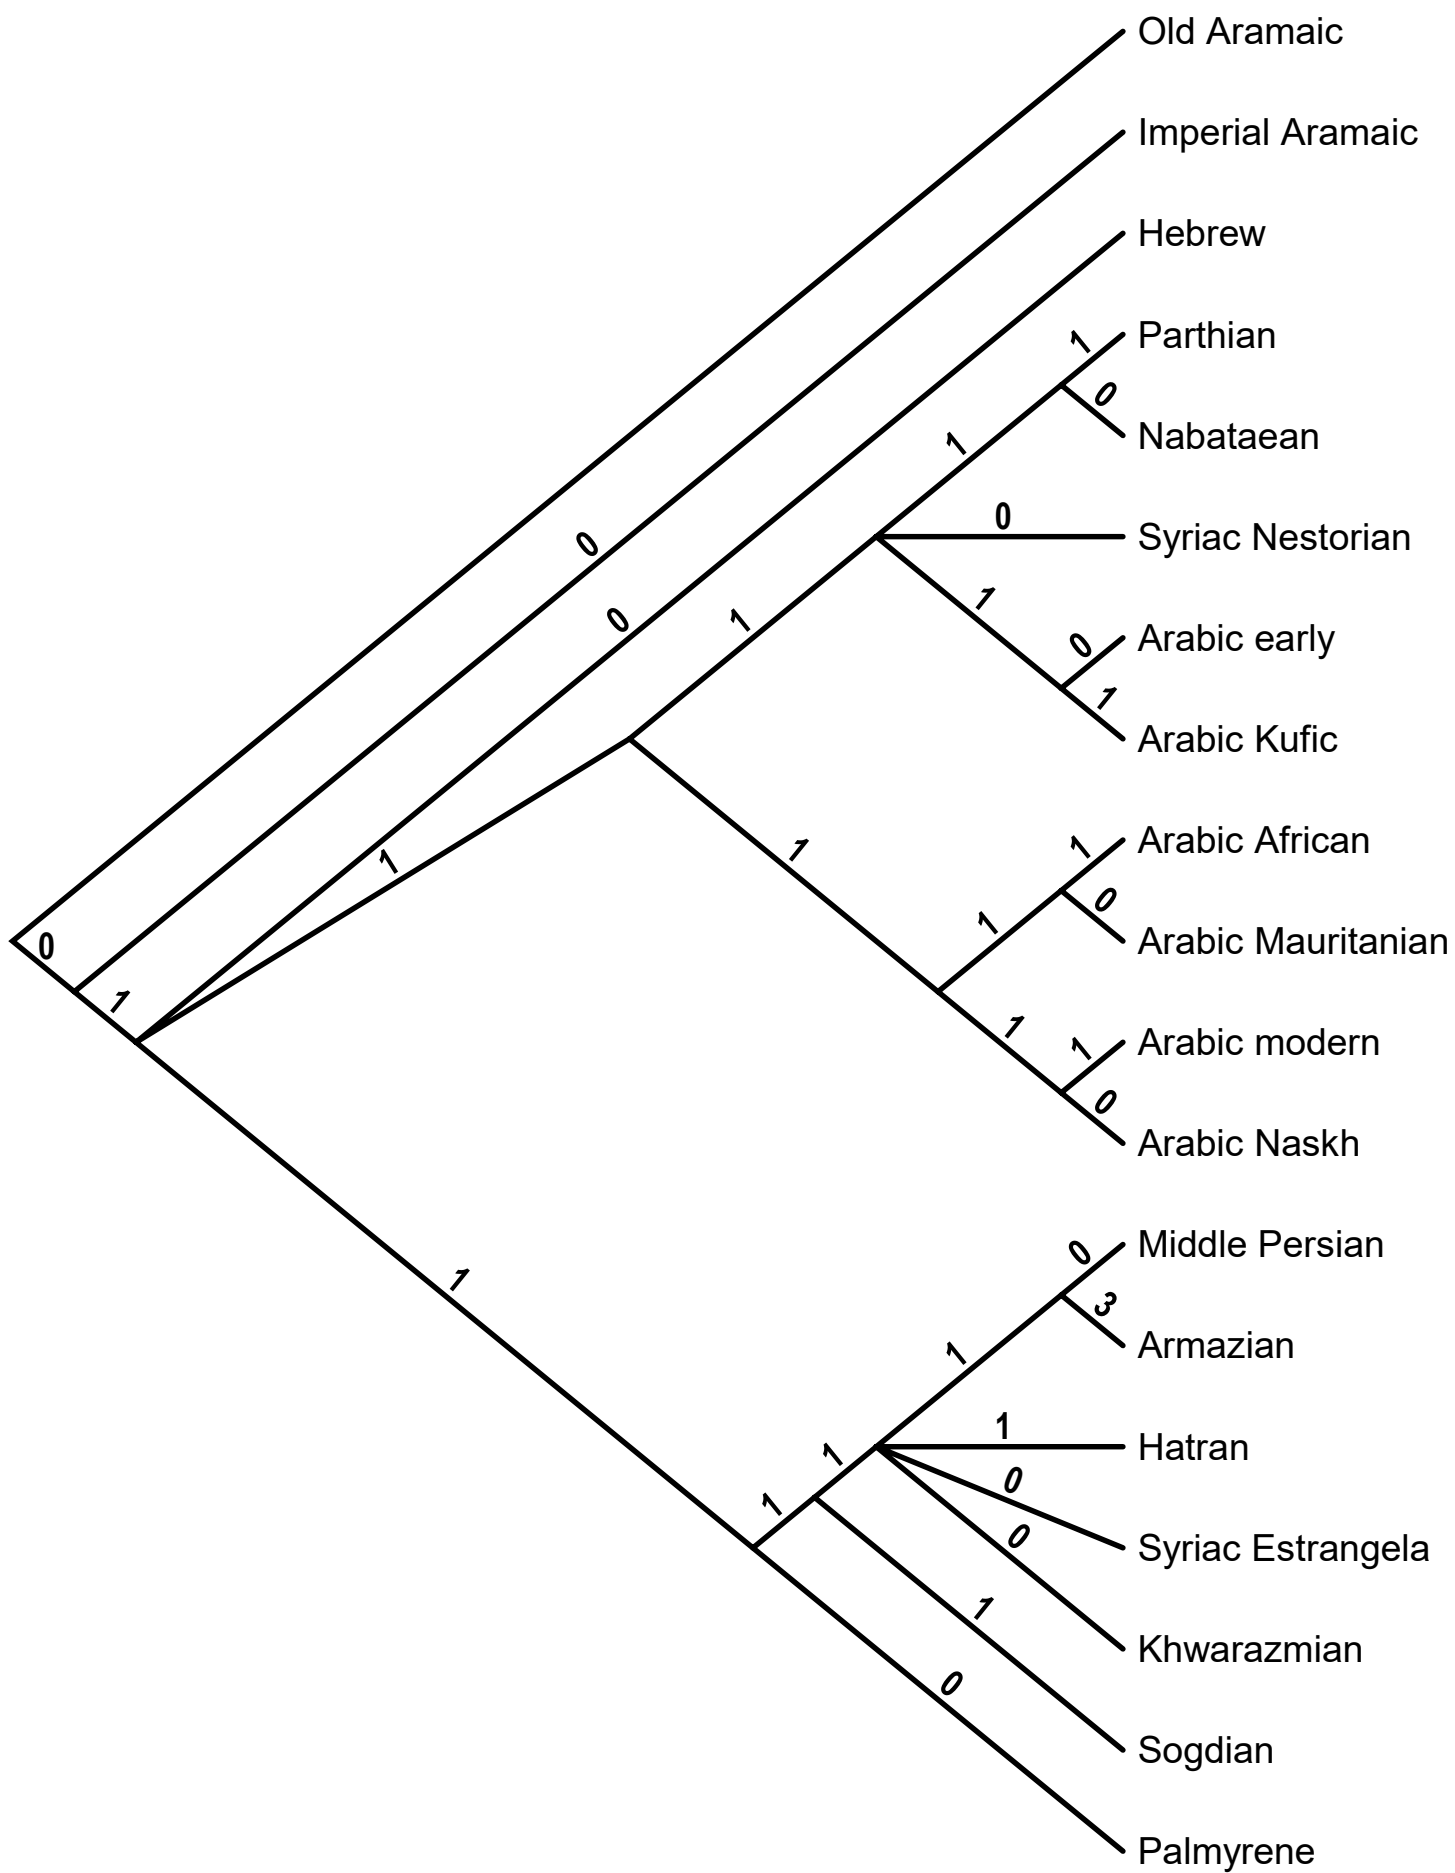 Old Aramaic
Imperial Aramaic
Hebrew
1 Parthian
0 Nabataean
1
0 Syriac Nestorian
0
1
0 Arabic early
0
1
1 Arabic Kufic
1 Arabic African
1
1
0 Arabic Mauritanian
1
0
1
1
1 Arabic modern
0 Arabic Naskh
0 Middle Persian
1
3 Armazian
1
1 Hatran
1
0 Syriac Estrangela
1
0 Khwarazmian
1 Sogdian
0 Palmyrene